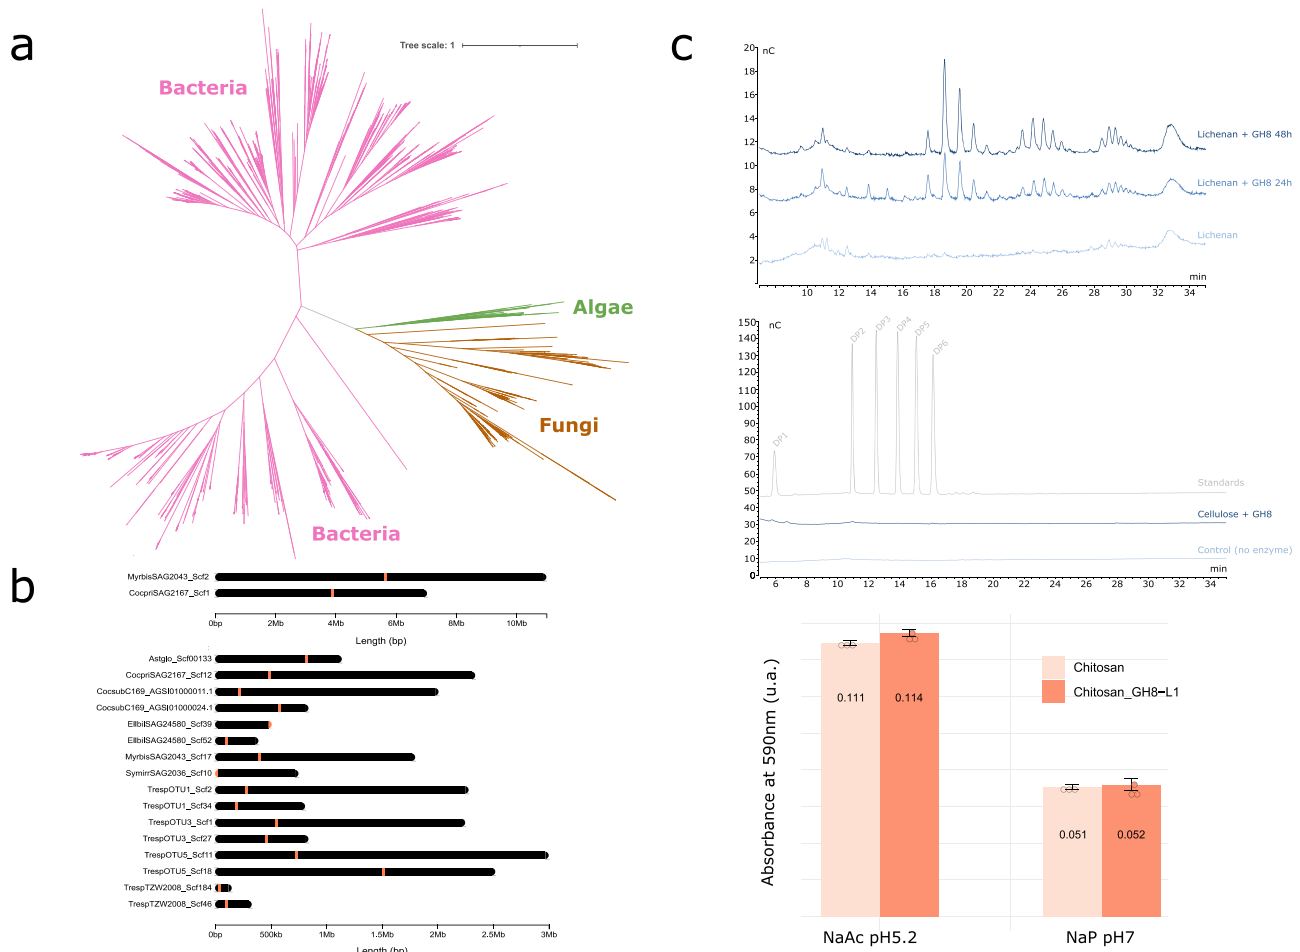 a
Tree scale: 1
Bacteria
Algae
Fungi
Bacteria
b
MyrbisSAG2043_Scf2
CocpriSAG2167_Scf1
0bp 2Mb 4Mb 6Mb 8Mb 10Mb
Length (bp)
Astglo_Scf00133
CocpriSAG2167_Scf12
CocsubC169_AGSI01000011.1
CocsubC169_AGSI01000024.1
EllbilSAG24580_Scf39
EllbilSAG24580_Scf52
MyrbisSAG2043_Scf17
SymirrSAG2036_Scf10
TrespOTU1_Scf2
TrespOTU1_Scf34
TrespOTU3_Scf1
TrespOTU3_Scf27
TrespOTU5_Scf11
TrespOTU5_Scf18
TrespTZW2008_Scf184
TrespTZW2008_Scf46
0bp 500kb 1Mb 1.5Mb 2Mb 2.5Mb 3Mb
Length (bp)
c
nC
20
18
16
14
12
10
8
6
4
2
Lichenan + GH8 48h
Lichenan + GH8 24h
Lichenan
min
10 12 14 16 18 20 22 24 26 28 30 32 34
nC
150
140
130
120
110
100
90
80
70
60
50
40
30
20
10
0
DP1
DP2
DP3
DP4
DP5
DP6
Standards
Cellulose + GH8
Control (no enzyme)
min
6 8 10 12 14 16 18 20 22 24 26 28 30 32 34
Absorbance at 590nm (u.a.)
Chitosan
Chitosan_GH8-L1
0.111
0.114
0.051
0.052
NaAc pH5.2
NaP pH7